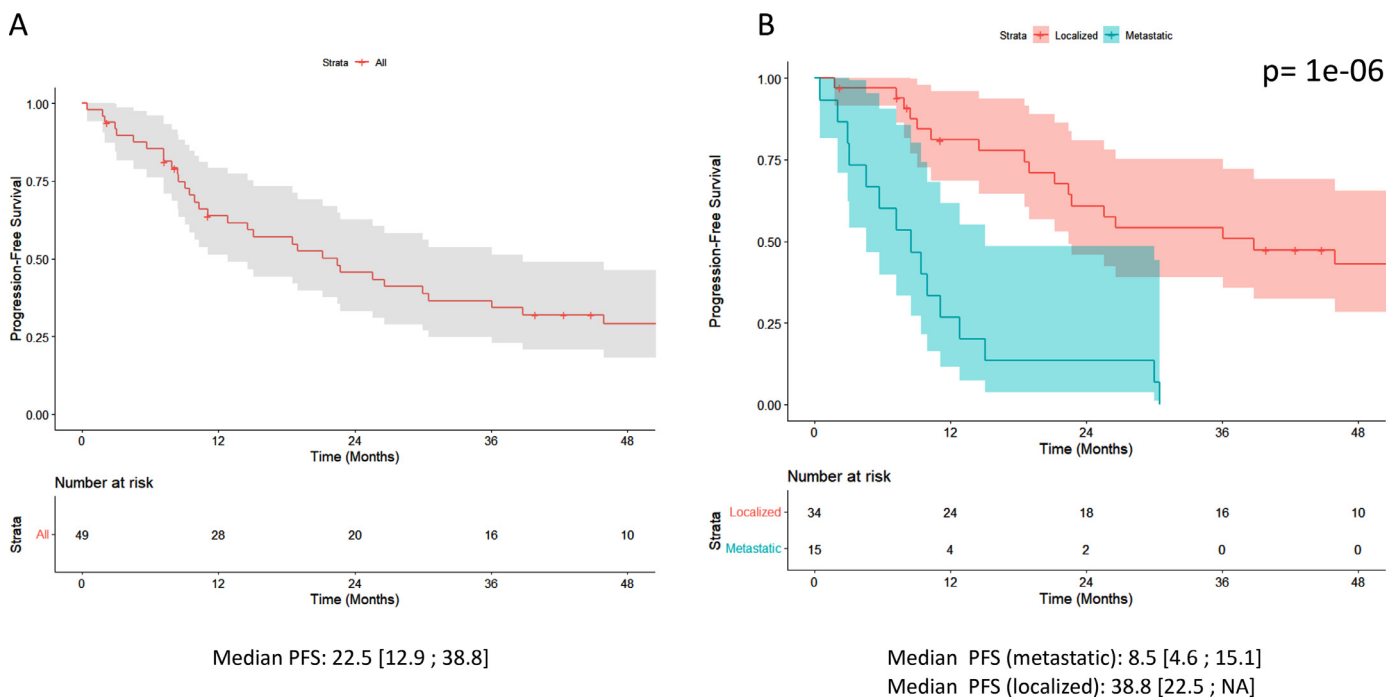 A
Strata All
Progression-Free Survival
1.00
0.75
0.50
0.25
0.00
0 12 24 36 48
Time (Months)
Number at risk
Strata
All 49 28 20 16 10
0 12 24 36 48
Time (Months)
Median PFS: 22.5 [12.9 ; 38.8]
B
Strata Localized Metastatic
p= 1e-06
Progression-Free Survival
1.00
0.75
0.50
0.25
0.00
0 12 24 36 48
Time (Months)
Number at risk
Strata
Localized 34 24 18 16 10
Metastatic 15 4 2 0 0
0 12 24 36 48
Time (Months)
Median PFS (metastatic): 8.5 [4.6 ; 15.1]
Median PFS (localized): 38.8 [22.5 ; NA]